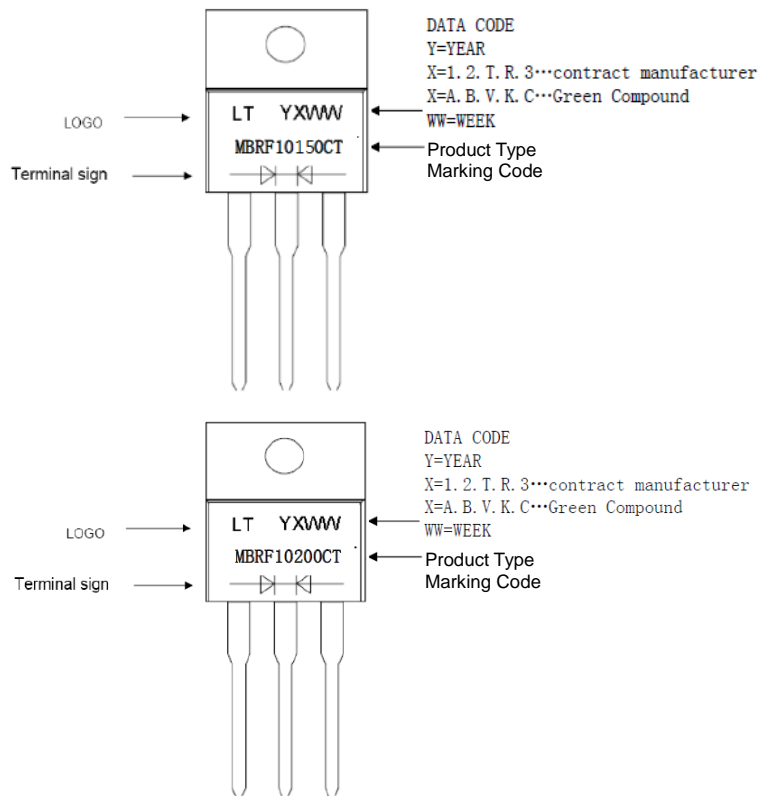 DATA CODE
Y=YEAR
X=1.2.T.R.3···contract manufacturer
X=A.B.V.K.C···Green Compound
WW=WEEK
LOGO
LT YXWW
MBRF10150CT
Product Type
Marking Code
Terminal sign
DATA CODE
Y=YEAR
X=1.2.T.R.3···contract manufacturer
X=A.B.V.K.C···Green Compound
WW=WEEK
LOGO
LT YXWW
MBRF10200CT
Product Type
Marking Code
Terminal sign